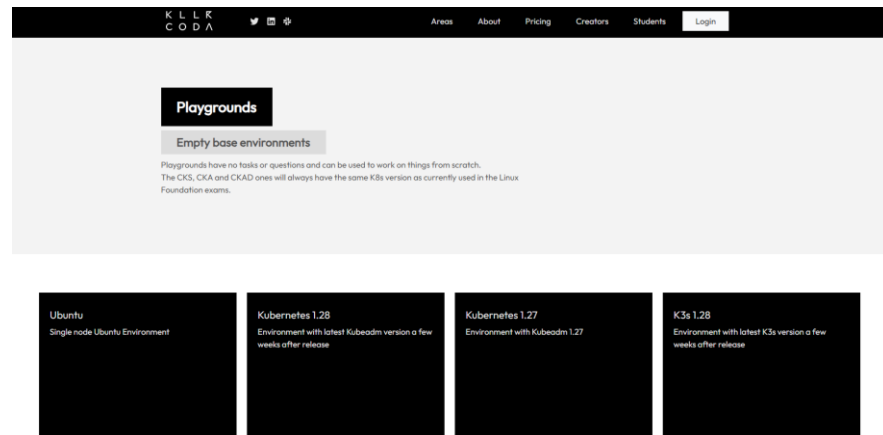 KLLR
CODA
Areas About Pricing Creators Students Login
Playgrounds
Empty base environments
Playgrounds have no tasks or questions and can be used to work on things from scratch.
The CKS, CKA and CKAD ones will always have the same K8s version as currently used in the Linux
Foundation exams.
Ubuntu
Single node Ubuntu Environment
Kubernetes 1.28
Environment with latest Kubeadm version a few
weeks after release
Kubernetes 1.27
Environment with Kubeadm 1.27
K3s 1.28
Environment with latest K3s version a few
weeks after release